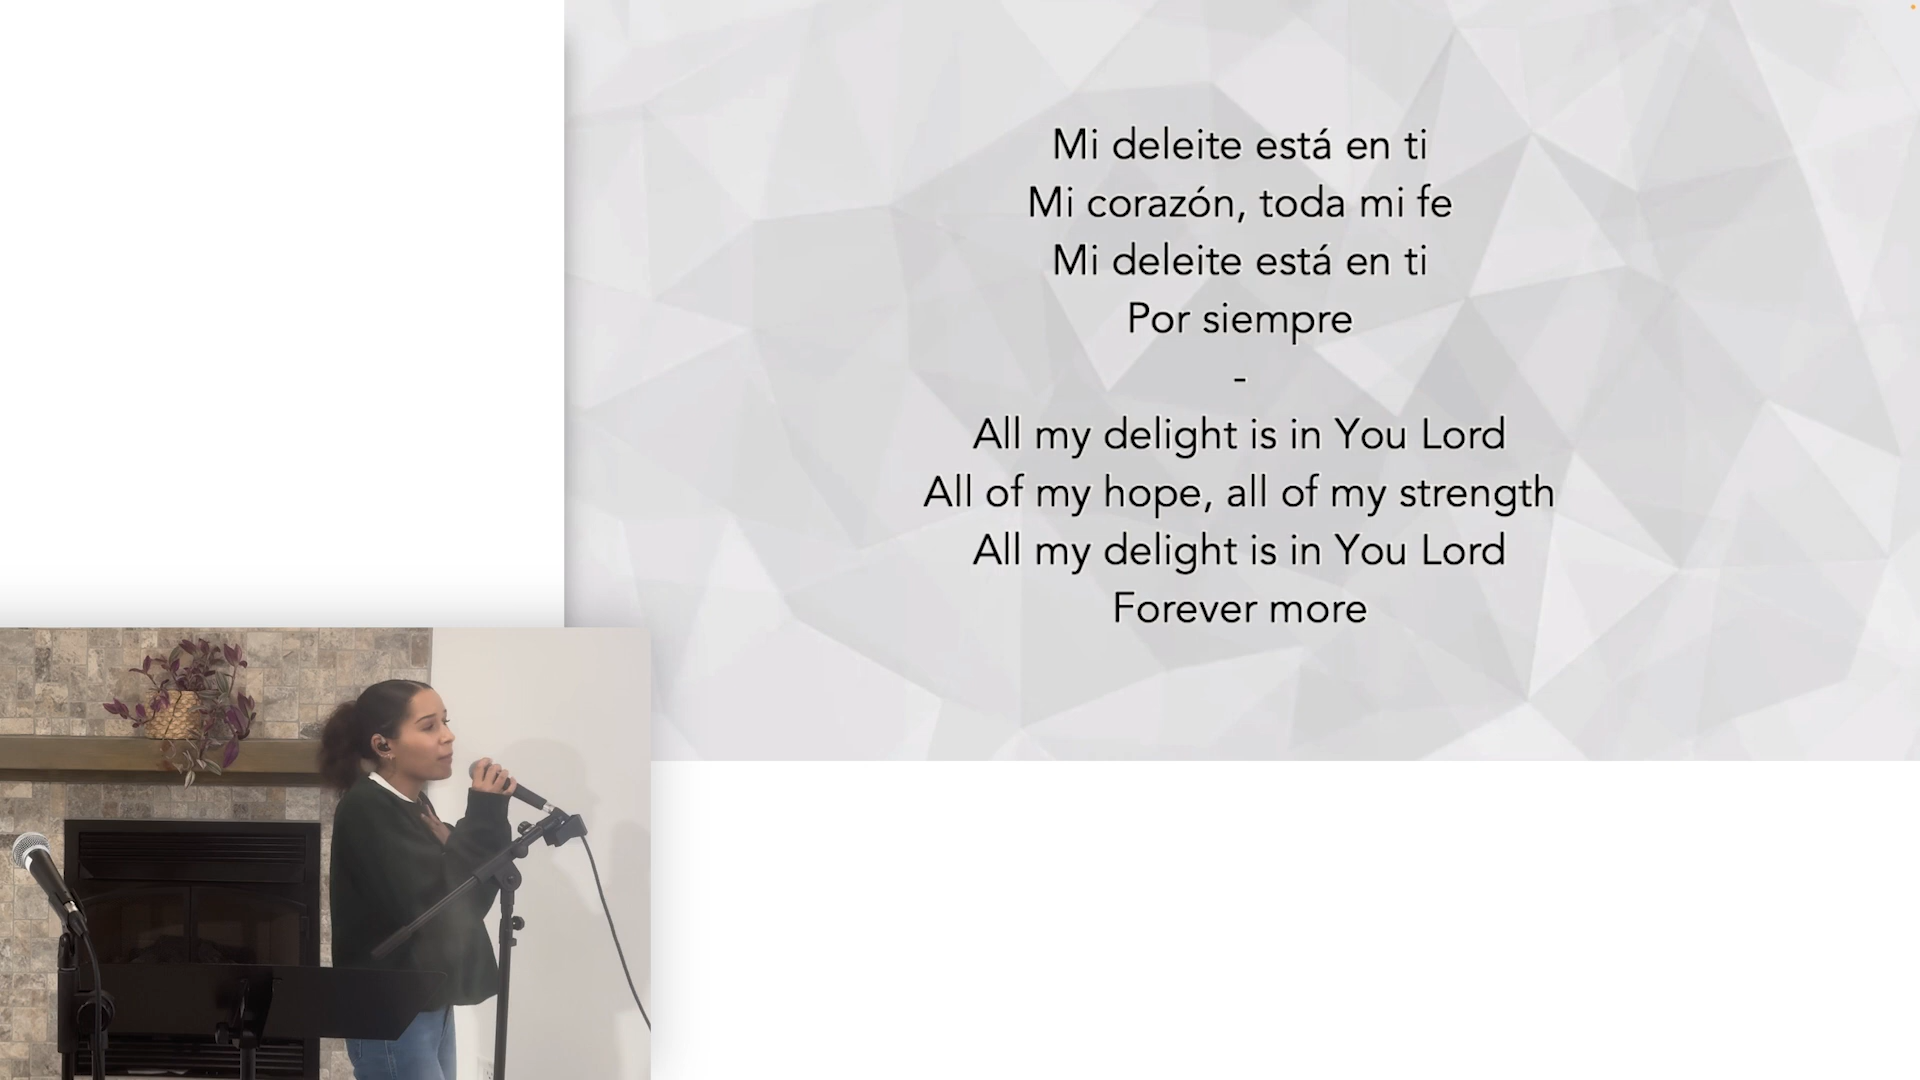 Mi deleite está en ti
Mi corazón, toda mi fe
Mi deleite está en ti
Por siempre
-
All my delight is in You Lord
All of my hope, all of my strength
All my delight is in You Lord
Forever more